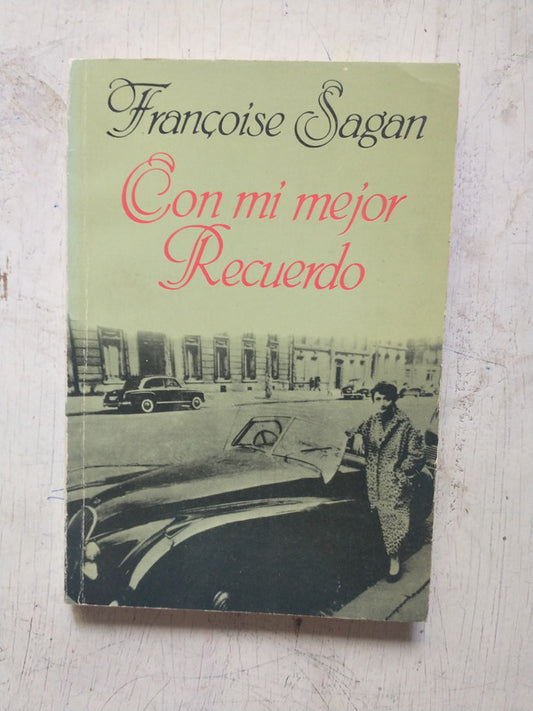 Françoise Sagan
Con mi mejor
Recuerdo